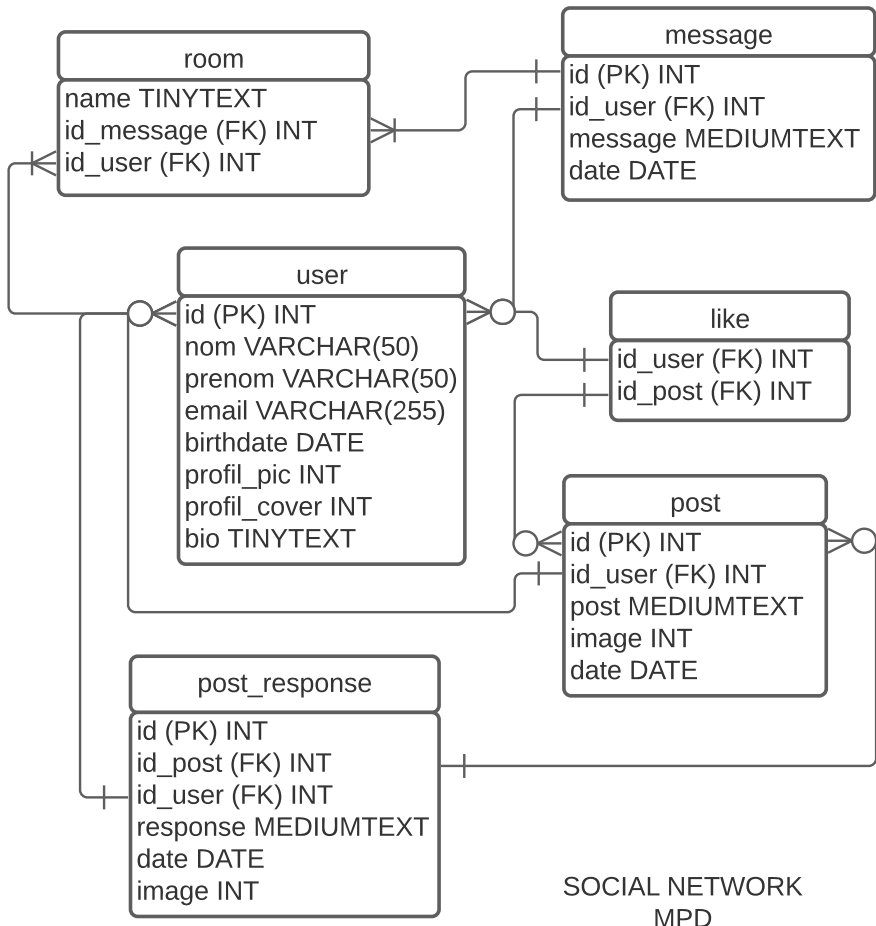 room
name TINYTEXT
id_message (FK) INT
id_user (FK) INT
message
id (PK) INT
id_user (FK) INT
message MEDIUMTEXT
date DATE
user
id (PK) INT
nom VARCHAR(50)
prenom VARCHAR(50)
email VARCHAR(255)
birthdate DATE
profil_pic INT
profil_cover INT
bio TINYTEXT
like
id_user (FK) INT
id_post (FK) INT
post
id (PK) INT
id_user (FK) INT
post MEDIUMTEXT
image INT
date DATE
post_response
id (PK) INT
id_post (FK) INT
id_user (FK) INT
response MEDIUMTEXT
date DATE
image INT
SOCIAL NETWORK
MPD